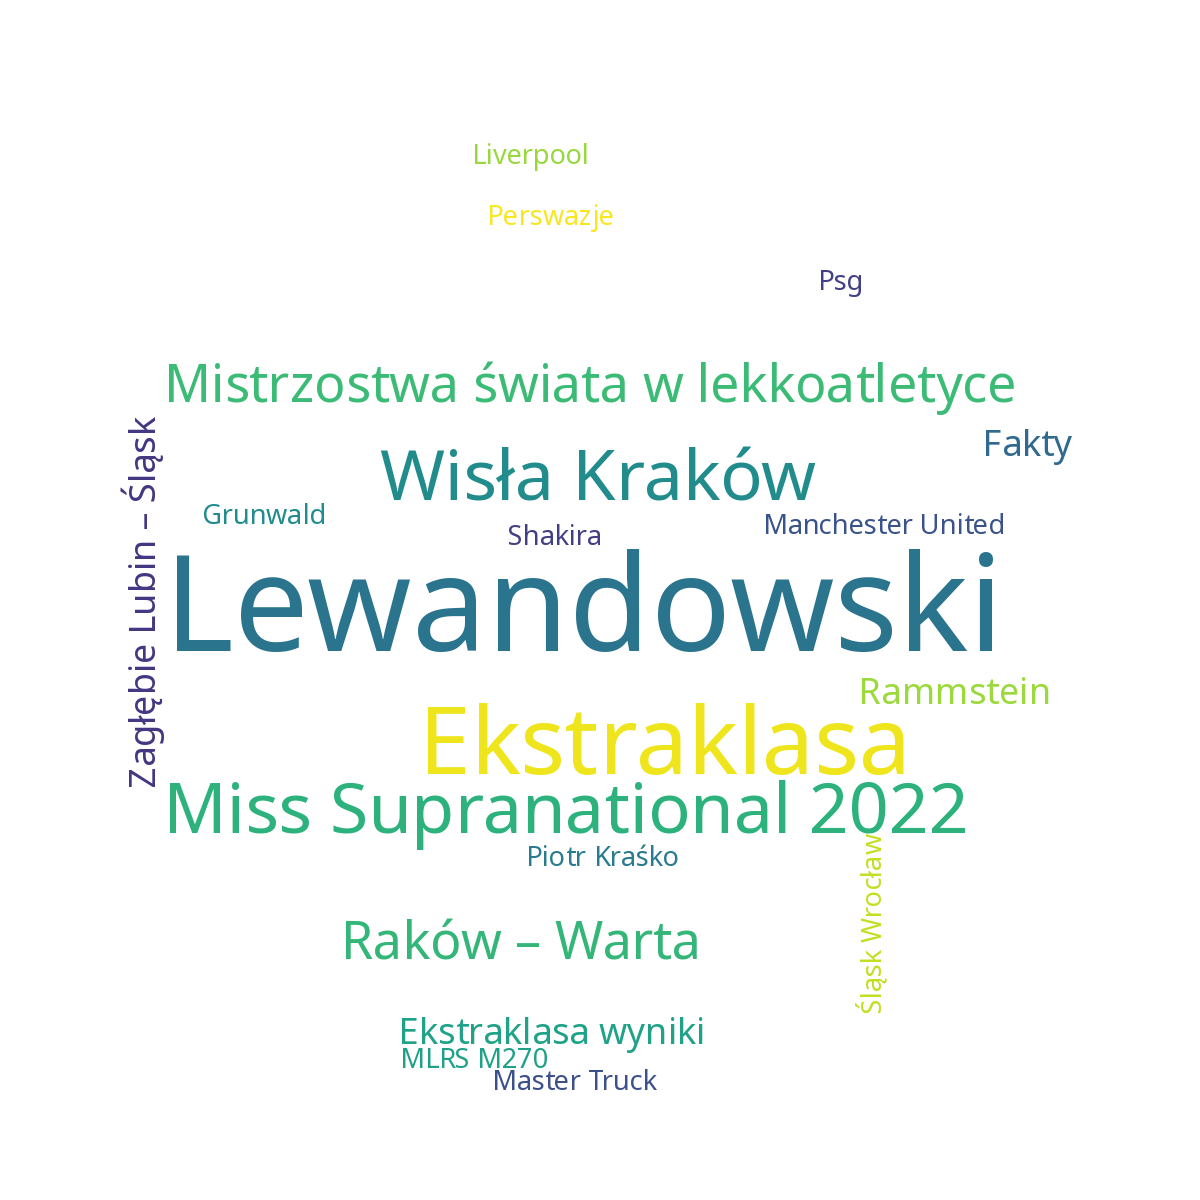 Liverpool
Perswazje
Psg
Mistrzostwa świata w lekkoatletyce
Zagłębie Lubin – Śląsk
Fakty
Wisła Kraków
Grunwald
Shakira
Manchester United
Lewandowski
Rammstein
Ekstraklasa
Miss Supranational 2022
Piotr Kraśko
Śląsk Wrocław
Raków – Warta
Ekstraklasa wyniki
MLRS M270
Master Truck